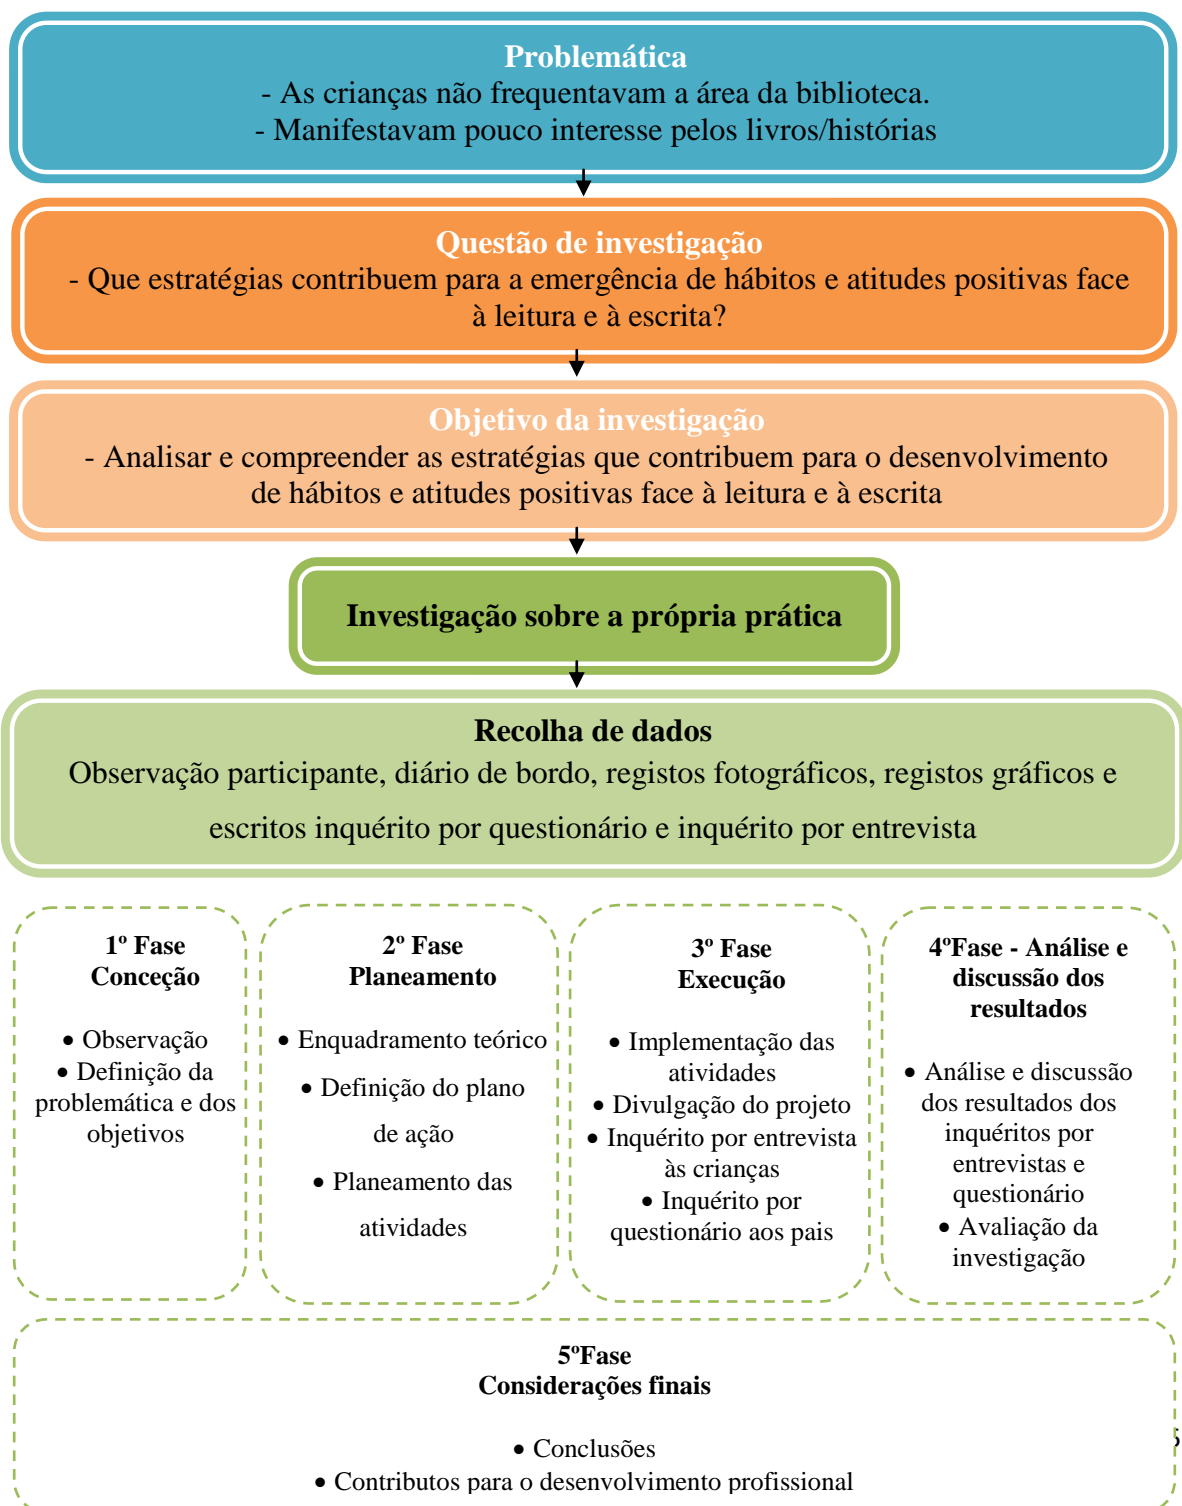 Problemática
- As crianças não frequentavam a área da biblioteca.
- Manifestavam pouco interesse pelos livros/histórias
Questão de investigação
- Que estratégias contribuem para a emergência de hábitos e atitudes positivas face
à leitura e à escrita?
Objetivo da investigação
- Analisar e compreender as estratégias que contribuem para o desenvolvimento
de hábitos e atitudes positivas face à leitura e à escrita
Investigação sobre a própria prática
Recolha de dados
Observação participante, diário de bordo, registos fotográficos, registos gráficos e
escritos inquérito por questionário e inquérito por entrevista
1º Fase
Conceção
• Observação
• Definição da
problemática e dos
objetivos
2º Fase
Planeamento
• Enquadramento teórico
• Definição do plano
de ação
• Planeamento das
atividades
3º Fase
Execução
• Implementação das
atividades
• Divulgação do projeto
• Inquérito por entrevista
às crianças
• Inquérito por
questionário aos pais
4ºFase - Análise e
discussão dos
resultados
• Análise e discussão
dos resultados dos
inquéritos por
entrevistas e
questionário
• Avaliação da
investigação
5ºFase
Considerações finais
• Conclusões
• Contributos para o desenvolvimento profissional